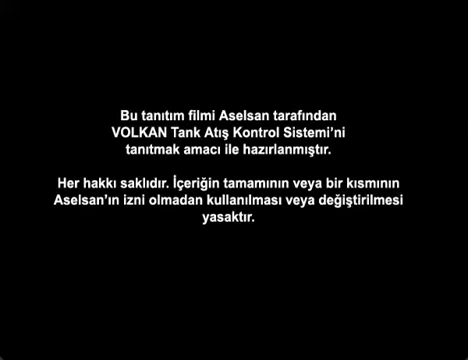 Bu tanıtım filmi Aselsan tarafından
VOLKAN Tank Atış Kontrol Sistemi'ni
tanıtmak amacı ile hazırlanmıştır.
Her hakkı saklıdır. İçeriğin tamamının veya bir kısmının
Aselsan'ın izni olmadan kullanılması veya değiştirilmesi
yasaktır.